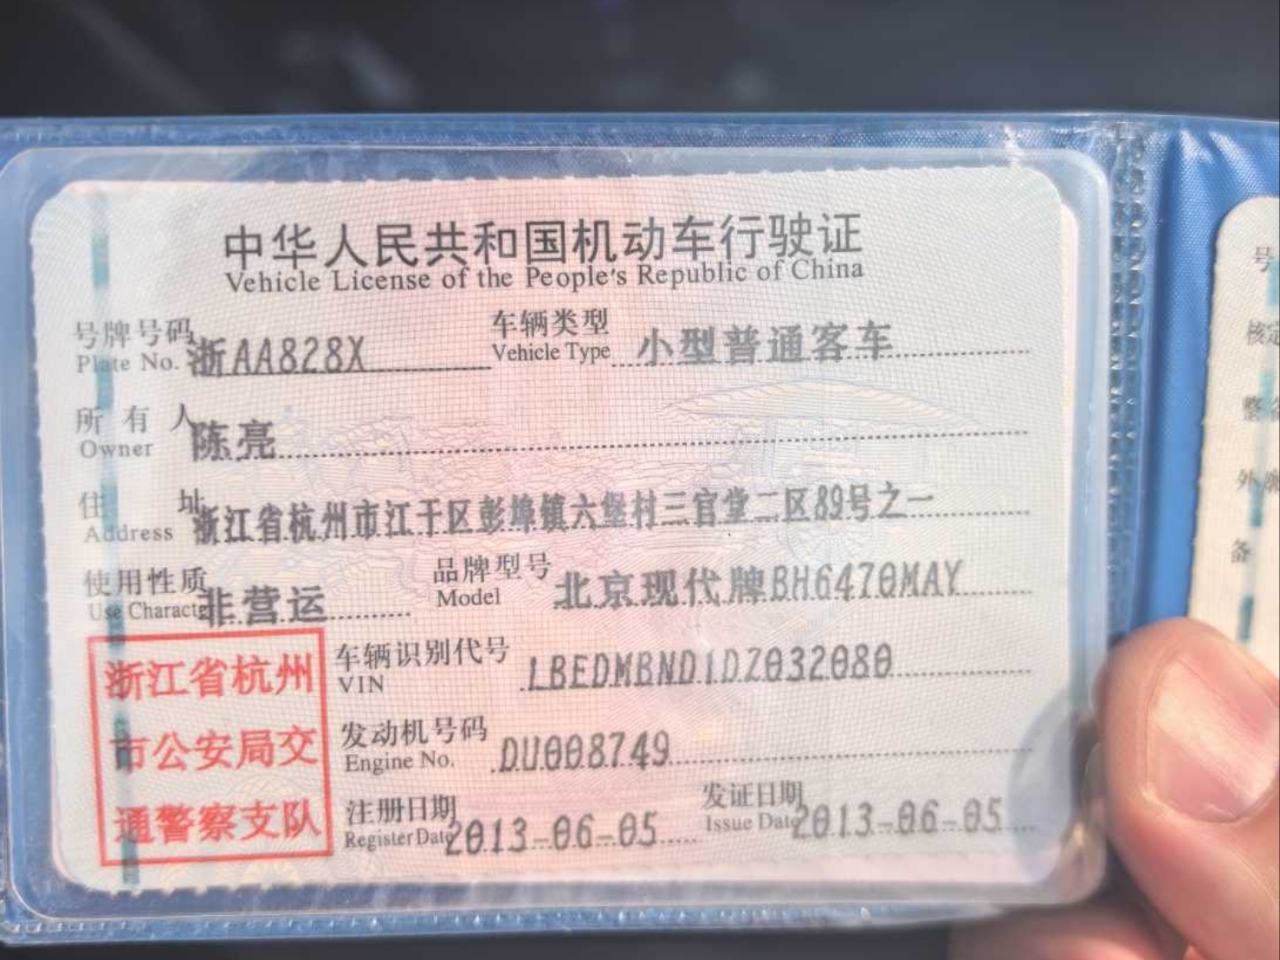 中华人民共和国机动车行驶证
Vehicle License of the People's Republic of China
号牌号码 浙AA828X 车辆类型 小型普通客车
Plate No. Vehicle Type
所有人 陈亮
Owner
住址 浙江省杭州市江干区彭埠镇六堡村三官堂二区89号之一
Address
使用性质 非营运 品牌型号 北京现代牌BH6470MAY
Use Character Model
浙江省杭州
市公安局交
通警察支队
车辆识别代号 LBEDMBND1DZ032080
VIN
发动机号码 DU008749
Engine No.
注册日期 2013-06-05 发证日期 2013-06-05
Register Date Issue Date
号
核定
整
外廓
备